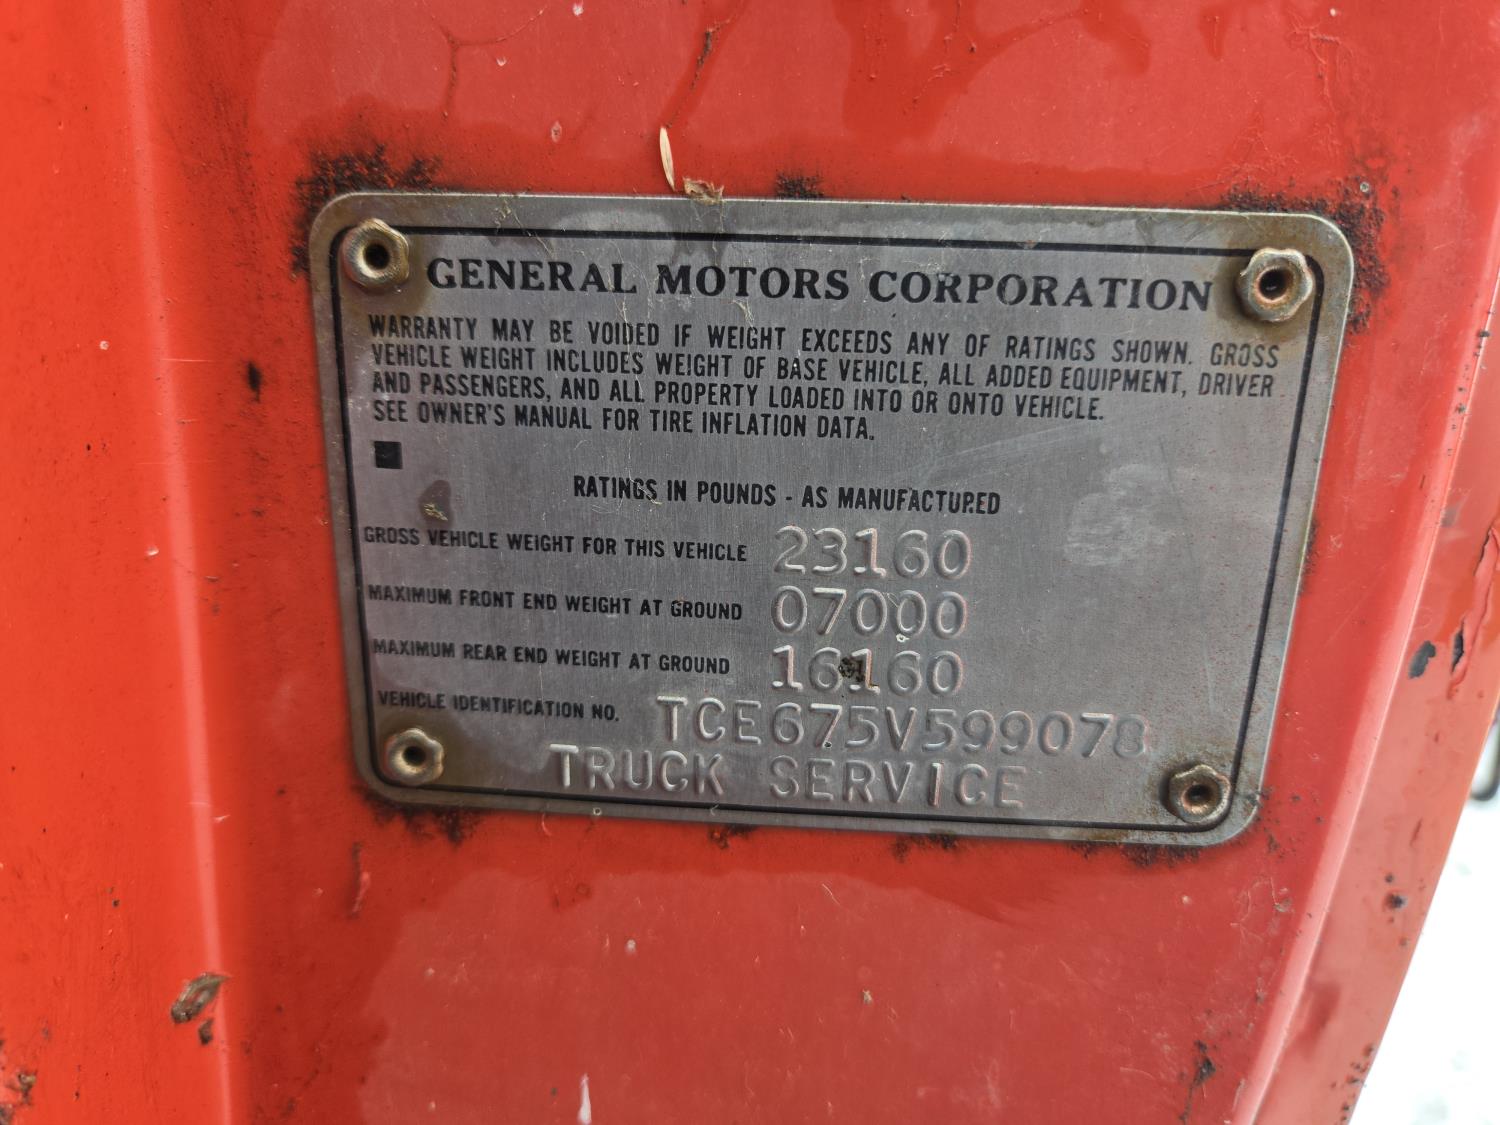 GENERAL MOTORS CORPORATION
WARRANTY MAY BE VOIDED IF WEIGHT EXCEEDS ANY OF RATINGS SHOWN. GROSS
VEHICLE WEIGHT INCLUDES WEIGHT OF BASE VEHICLE, ALL ADDED EQUIPMENT, DRIVER
AND PASSENGERS, AND ALL PROPERTY LOADED INTO OR ONTO VEHICLE.
SEE OWNER'S MANUAL FOR TIRE INFLATION DATA.
RATINGS IN POUNDS - AS MANUFACTURED
GROSS VEHICLE WEIGHT FOR THIS VEHICLE 23160
MAXIMUM FRONT END WEIGHT AT GROUND 07000
MAXIMUM REAR END WEIGHT AT GROUND 16160
VEHICLE IDENTIFICATION NO. TCE675V599078
TRUCK SERVICE